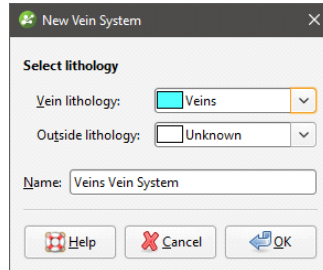 New Vein System
Select lithology
Vein lithology: Veins
Outside lithology: Unknown
Name: Veins Vein System
Help Cancel OK